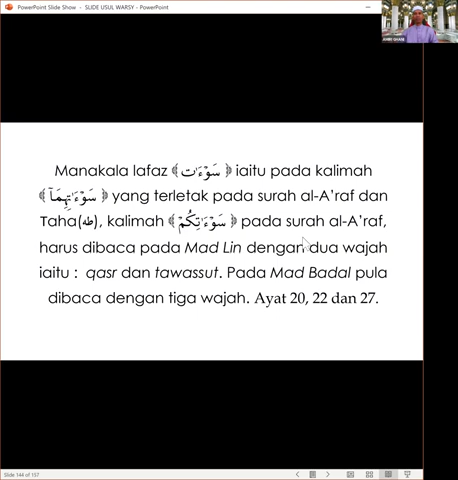 PowerPoint Slide Show - SLIDE USUL WARSY - PowerPoint
Manakala lafaz ﴿سَوْءَٰت﴾ iaitu pada kalimah
﴿سَوْءَٰتِهِمَآ﴾ yang terletak pada surah al-A'raf dan
Taha(طه), kalimah ﴿سَوْءَٰتِكُمْ﴾ pada surah al-A'raf,
harus dibaca pada Mad Lin dengan dua wajah
iaitu : qasr dan tawassut. Pada Mad Badal pula
dibaca dengan tiga wajah. Ayat 20, 22 dan 27.
Slide 144 of 157